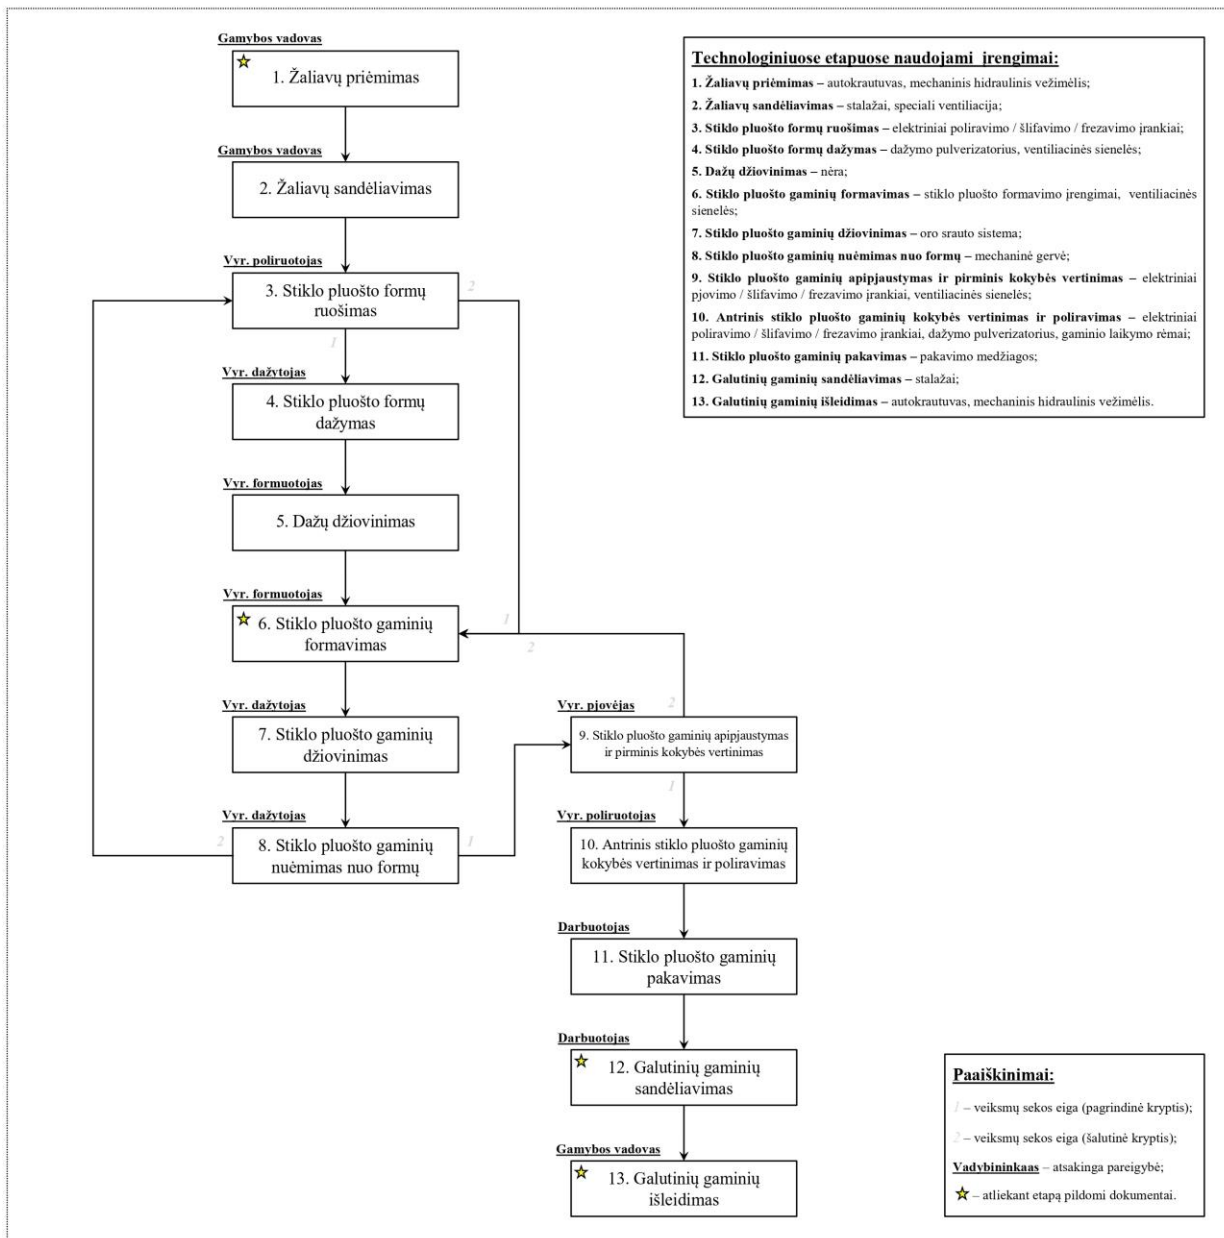 Gamybos vadovas
1. Žaliavų priėmimas
Gamybos vadovas
2. Žaliavų sandėliavimas
Vyr. poliruotojas
3. Stiklo pluošto formų
ruošimas
2
1
Vyr. dažytojas
4. Stiklo pluošto formų
dažymas
Vyr. formuotojas
5. Dažų džiovinimas
Vyr. formuotojas
6. Stiklo pluošto gaminių
formavimas
1
2
Vyr. dažytojas
7. Stiklo pluošto gaminių
džiovinimas
Vyr. dažytojas
8. Stiklo pluošto gaminių
nuėmimas nuo formų
2
1
Vyr. pjovėjas
2
9. Stiklo pluošto gaminių apipjaustymas
ir pirminis kokybės vertinimas
1
Vyr. poliruotojas
10. Antrinis stiklo pluošto gaminių
kokybės vertinimas ir poliravimas
Darbuotojas
11. Stiklo pluošto gaminių
pakavimas
Darbuotojas
12. Galutinių gaminių
sandėliavimas
Gamybos vadovas
13. Galutinių gaminių
išleidimas
Technologiniuose etapuose naudojami įrengimai:
1. Žaliavų priėmimas – autokrautuvas, mechaninis hidraulinis vežimėlis;
2. Žaliavų sandėliavimas – stalažai, speciali ventiliacija;
3. Stiklo pluošto formų ruošimas – elektriniai poliravimo / šlifavimo / frezavimo įrankiai;
4. Stiklo pluošto formų dažymas – dažymo pulverizatorius, ventiliacinės sienelės;
5. Dažų džiovinimas – nėra;
6. Stiklo pluošto gaminių formavimas – stiklo pluošto formavimo įrengimai, ventiliacinės
sienelės;
7. Stiklo pluošto gaminių džiovinimas – oro srauto sistema;
8. Stiklo pluošto gaminių nuėmimas nuo formų – mechaninė gervė;
9. Stiklo pluošto gaminių apipjaustymas ir pirminis kokybės vertinimas – elektriniai
pjovimo / šlifavimo / frezavimo įrankiai, ventiliacinės sienelės;
10. Antrinis stiklo pluošto gaminių kokybės vertinimas ir poliravimas – elektriniai
poliravimo / šlifavimo / frezavimo įrankiai, dažymo pulverizatorius, gaminio laikymo rėmai;
11. Stiklo pluošto gaminių pakavimas – pakavimo medžiagos;
12. Galutinių gaminių sandėliavimas – stalažai;
13. Galutinių gaminių išleidimas – autokrautuvas, mechaninis hidraulinis vežimėlis.
Paaiškinimai:
1 – veiksmų sekos eiga (pagrindinė kryptis);
2 – veiksmų sekos eiga (šalutinė kryptis);
Vadybininkaas – atsakinga pareigybė;
– atliekant etapą pildomi dokumentai.